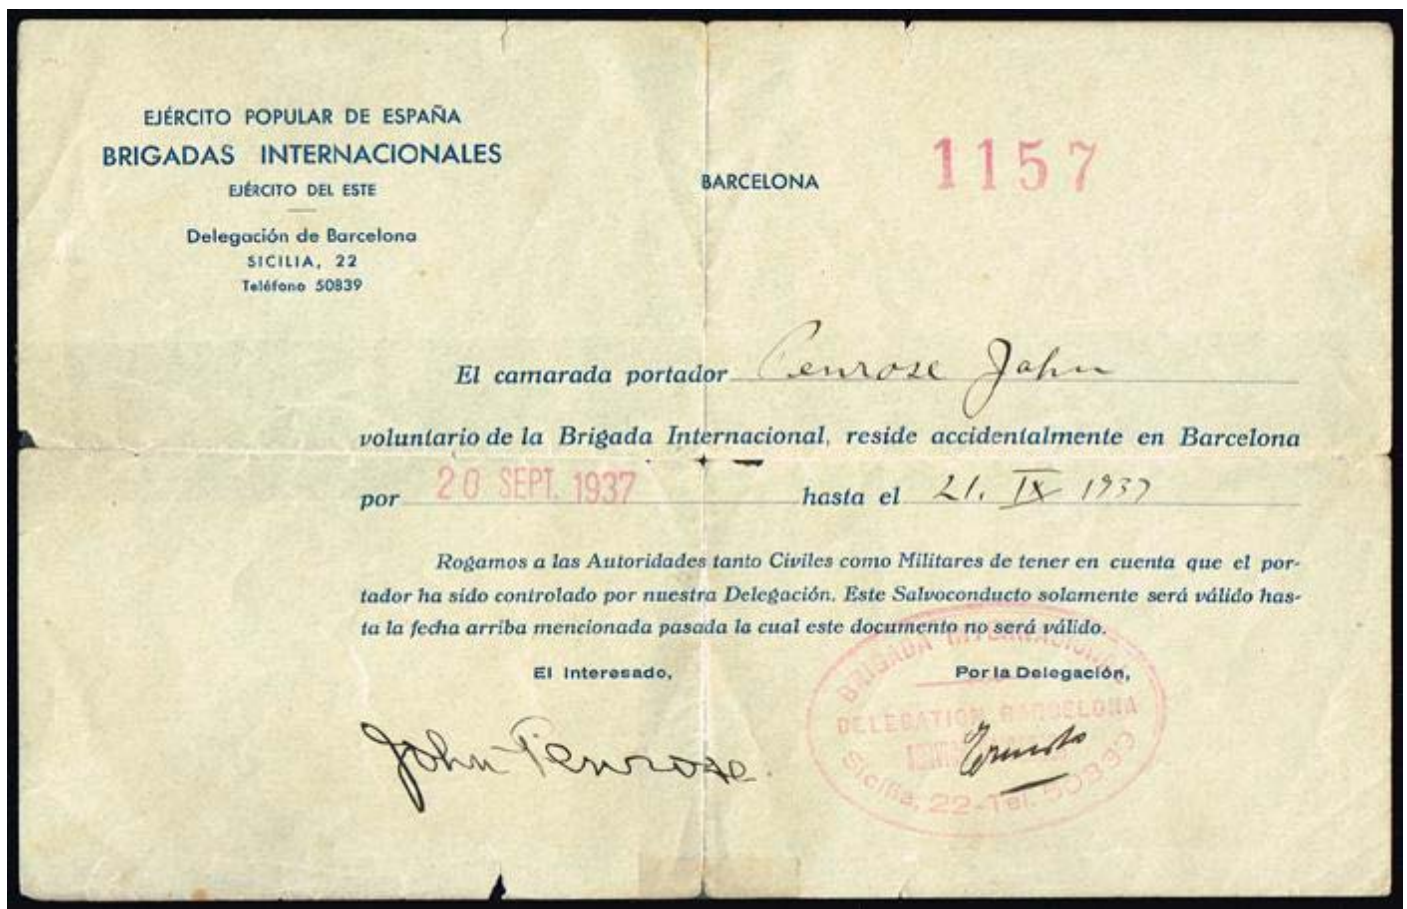 EJÉRCITO POPULAR DE ESPAÑA
BRIGADAS INTERNACIONALES
EJÉRCITO DEL ESTE
Delegación de Barcelona
SICILIA, 22
Teléfono 50839
BARCELONA
1157
El camarada portador Penrose John
voluntario de la Brigada Internacional, reside accidentalmente en Barcelona
por 20 SEPT. 1937 hasta el 21. IX 1937
Rogamos a las Autoridades tanto Civiles como Militares de tener en cuenta que el por-
tador ha sido controlado por nuestra Delegación. Este Salvoconducto solamente será válido has-
ta la fecha arriba mencionada pasada la cual este documento no será válido.
El Interesado,
Por la Delegación,
John Penrose.
Ernesto
BRIGADA INTERNACIONAL
DELEGATION BARCELONA
Sicilia, 22-Tel. 50839